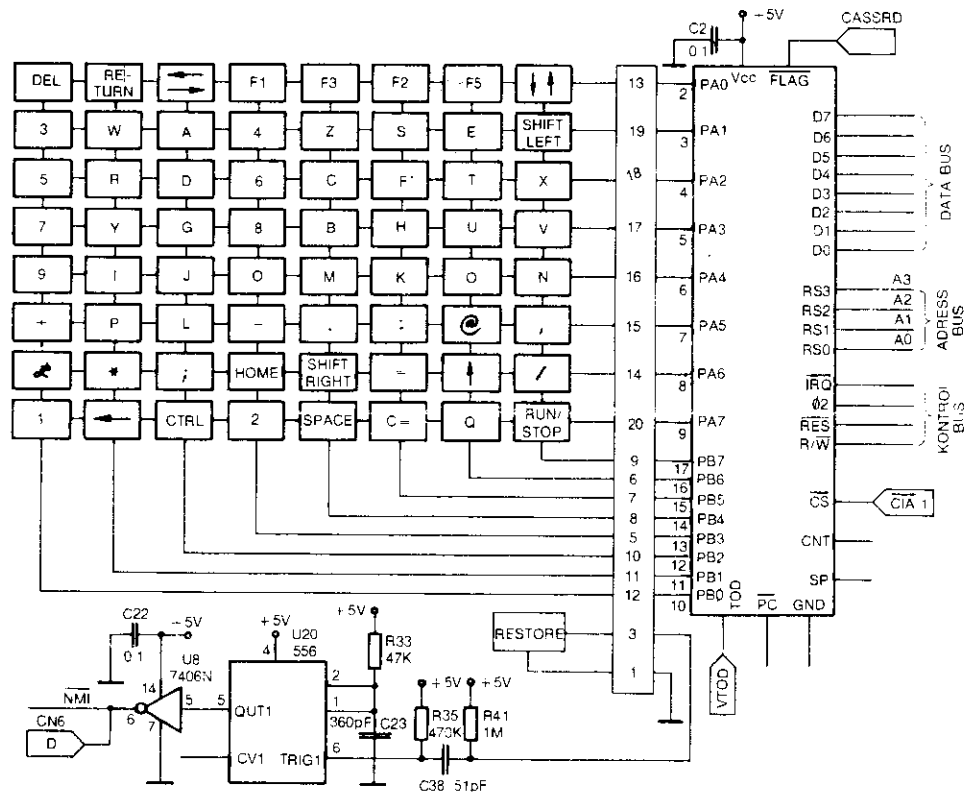 +5V
CASSRD
C2
0.1
DEL
RE-
TURN
F1
F3
F2
F5
13
2
PA0
Vcc
FLAG
3
W
A
4
Z
S
E
SHIFT
LEFT
19
3
PA1
5
R
D
6
C
F
T
X
18
4
PA2
7
Y
G
8
B
H
U
V
17
5
PA3
9
I
J
O
M
K
O
N
16
6
PA4
+
P
L
-
.
:
@
,
15
7
PA5
£
*
;
HOME
SHIFT
RIGHT
=
↑
/
14
8
PA6
1
←
CTRL
2
SPACE
C=
Q
RUN/
STOP
20
9
PA7
9
17
PB7
6
16
PB6
7
15
PB5
8
14
PB4
5
13
PB3
10
12
PB2
11
11
PB1
12
10
PB0
D7
D6
D5
D4
D3
D2
D1
D0
DATA BUS
RS3
A3
RS2
A2
RS1
A1
RS0
A0
ADRESS
BUS
IRQ
Ø2
RES
R/W
KONTROL
BUS
CS
CIA 1
CNT
SP
TOD
PC
GND
VTOD
RESTORE
3
1
C22
0.1
+5V
U8
7406N
14
7
NMI
6
5
CN6
D
+5V
4
U20
556
5
OUT1
CV1
TRIG1
2
1
6
+5V
R33
47K
360pF
C23
+5V
+5V
R35
470K
R41
1M
C38
51pF